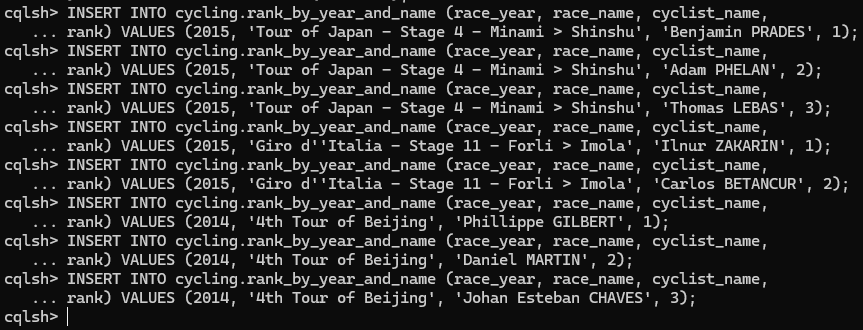 cqlsh> INSERT INTO cycling.rank_by_year_and_name (race_year, race_name, cyclist_name,
... rank) VALUES (2015, 'Tour of Japan - Stage 4 - Minami > Shinshu', 'Benjamin PRADES', 1);
cqlsh> INSERT INTO cycling.rank_by_year_and_name (race_year, race_name, cyclist_name,
... rank) VALUES (2015, 'Tour of Japan - Stage 4 - Minami > Shinshu', 'Adam PHELAN', 2);
cqlsh> INSERT INTO cycling.rank_by_year_and_name (race_year, race_name, cyclist_name,
... rank) VALUES (2015, 'Tour of Japan - Stage 4 - Minami > Shinshu', 'Thomas LEBAS', 3);
cqlsh> INSERT INTO cycling.rank_by_year_and_name (race_year, race_name, cyclist_name,
... rank) VALUES (2015, 'Giro d''Italia - Stage 11 - Forli > Imola', 'Ilnur ZAKARIN', 1);
cqlsh> INSERT INTO cycling.rank_by_year_and_name (race_year, race_name, cyclist_name,
... rank) VALUES (2015, 'Giro d''Italia - Stage 11 - Forli > Imola', 'Carlos BETANCUR', 2);
cqlsh> INSERT INTO cycling.rank_by_year_and_name (race_year, race_name, cyclist_name,
... rank) VALUES (2014, '4th Tour of Beijing', 'Phillippe GILBERT', 1);
cqlsh> INSERT INTO cycling.rank_by_year_and_name (race_year, race_name, cyclist_name,
... rank) VALUES (2014, '4th Tour of Beijing', 'Daniel MARTIN', 2);
cqlsh> INSERT INTO cycling.rank_by_year_and_name (race_year, race_name, cyclist_name,
... rank) VALUES (2014, '4th Tour of Beijing', 'Johan Esteban CHAVES', 3);
cqlsh>